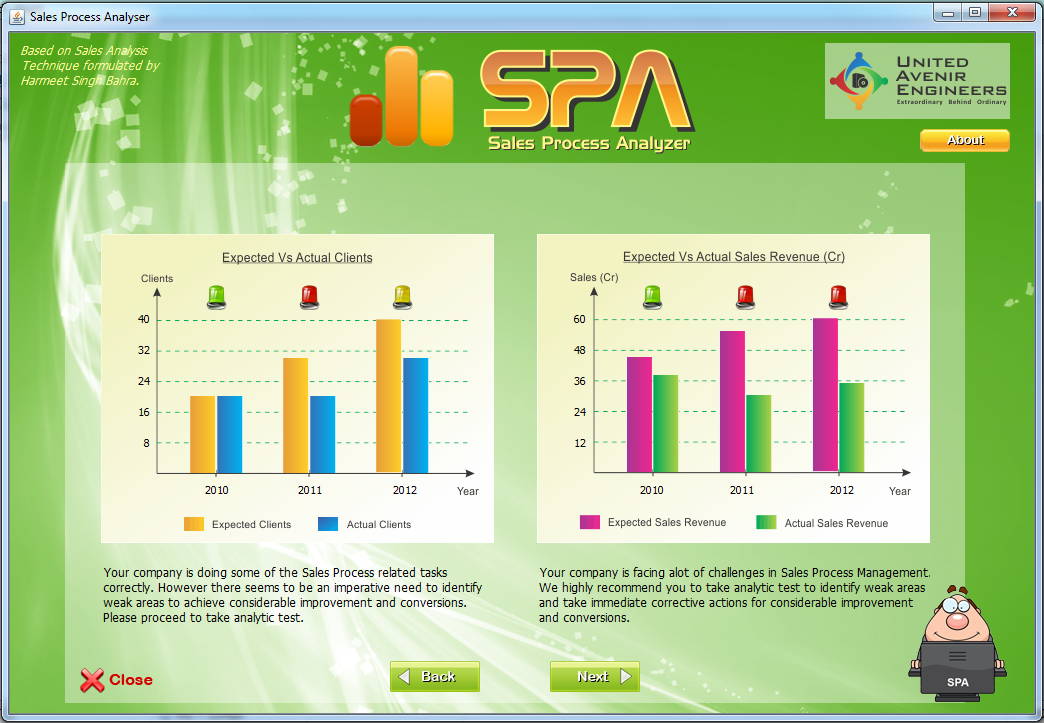 Sales Process Analyser
Based on Sales Analysis
Technique formulated by
Harmeet Singh Bahra.
SPA
Sales Process Analyzer
UNITED
AVENIR
ENGINEERS
Extraordinary Behind Ordinary
About
Expected Vs Actual Clients
Clients
40
32
24
16
8
2010 2011 2012 Year
Expected Clients Actual Clients
Expected Vs Actual Sales Revenue (Cr)
Sales (Cr)
60
48
36
24
12
2010 2011 2012 Year
Expected Sales Revenue Actual Sales Revenue
Your company is doing some of the Sales Process related tasks
correctly. However there seems to be an imperative need to identify
weak areas to achieve considerable improvement and conversions.
Please proceed to take analytic test.
Your company is facing alot of challenges in Sales Process Management.
We highly recommend you to take analytic test to identify weak areas
and take immediate corrective actions for considerable improvement
and conversions.
Close
Back
Next
SPA